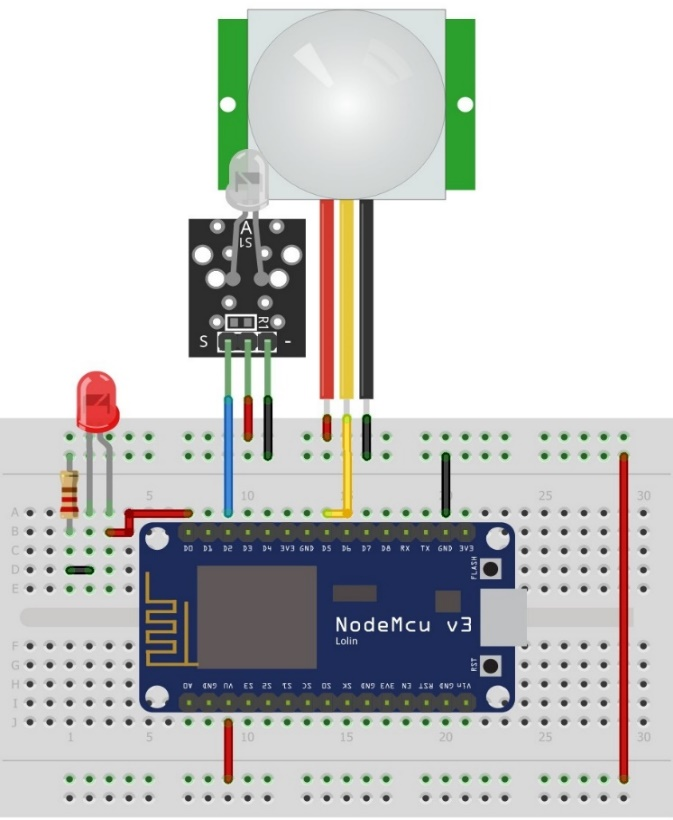 A
S1
R1
S -
5 10 15 20 25 30
A
B
C
D
E
D0 D1 D2 D3 D4 3V3 GND D5 D6 D7 D8 RX TX GND 3V3
FLASH
NodeMcu v3
Lolin
RST
F
G
H
I
J
A0 GND VU S3 S2 S1 SC S0 SK GND 3V3 EN RST GND Vin
1 5 10 15 20 25 30